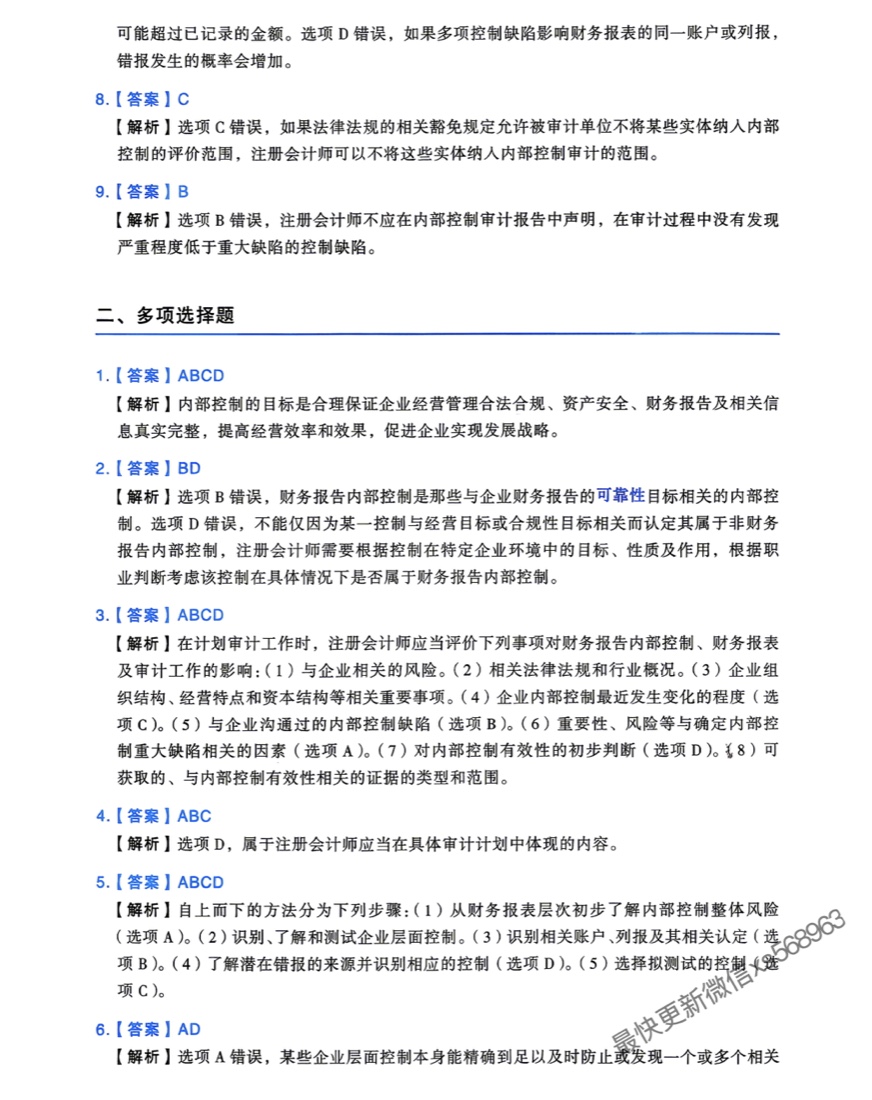 可能超过已记录的金额。选项 D 错误，如果多项控制缺陷影响财务报表的同一账户或列报，
错报发生的概率会增加。
8.【答案】C
【解析】选项 C 错误，如果法律法规的相关豁免规定允许被审计单位不将某些实体纳入内部
控制的评价范围，注册会计师可以不将这些实体纳入内部控制审计的范围。
9.【答案】B
【解析】选项 B 错误，注册会计师不应在内部控制审计报告中声明，在审计过程中没有发现
严重程度低于重大缺陷的控制缺陷。
二、多项选择题
1.【答案】ABCD
【解析】内部控制的目标是合理保证企业经营管理合法合规、资产安全、财务报告及相关信
息真实完整，提高经营效率和效果，促进企业实现发展战略。
2.【答案】BD
【解析】选项 B 错误，财务报告内部控制是那些与企业财务报告的可靠性目标相关的内部控
制。选项 D 错误，不能仅因为某一控制与经营目标或合规性目标相关而认定其属于非财务
报告内部控制，注册会计师需要根据控制在特定企业环境中的目标、性质及作用，根据职
业判断考虑该控制在具体情况下是否属于财务报告内部控制。
3.【答案】ABCD
【解析】在计划审计工作时，注册会计师应当评价下列事项对财务报告内部控制、财务报表
及审计工作的影响：（1）与企业相关的风险。（2）相关法律法规和行业概况。（3）企业组
织结构、经营特点和资本结构等相关重要事项。（4）企业内部控制最近发生变化的程度（选
项 C）。（5）与企业沟通过的内部控制缺陷（选项 B）。（6）重要性、风险等与确定内部控
制重大缺陷相关的因素（选项 A）。（7）对内部控制有效性的初步判断（选项 D）。（8）可
获取的、与内部控制有效性相关的证据的类型和范围。
4.【答案】ABC
【解析】选项 D，属于注册会计师应当在具体审计计划中体现的内容。
5.【答案】ABCD
【解析】自上而下的方法分为下列步骤：（1）从财务报表层次初步了解内部控制整体风险
（选项 A）。（2）识别、了解和测试企业层面控制。（3）识别相关账户、列报及其相关认定（选
项 B）。（4）了解潜在错报的来源并识别相应的控制（选项 D）。（5）选择拟测试的控制（选
项 C）。
6.【答案】AD
【解析】选项 A 错误，某些企业层面控制本身能精确到足以及时防止或发现一个或多个相关
最快更新微信xa568963